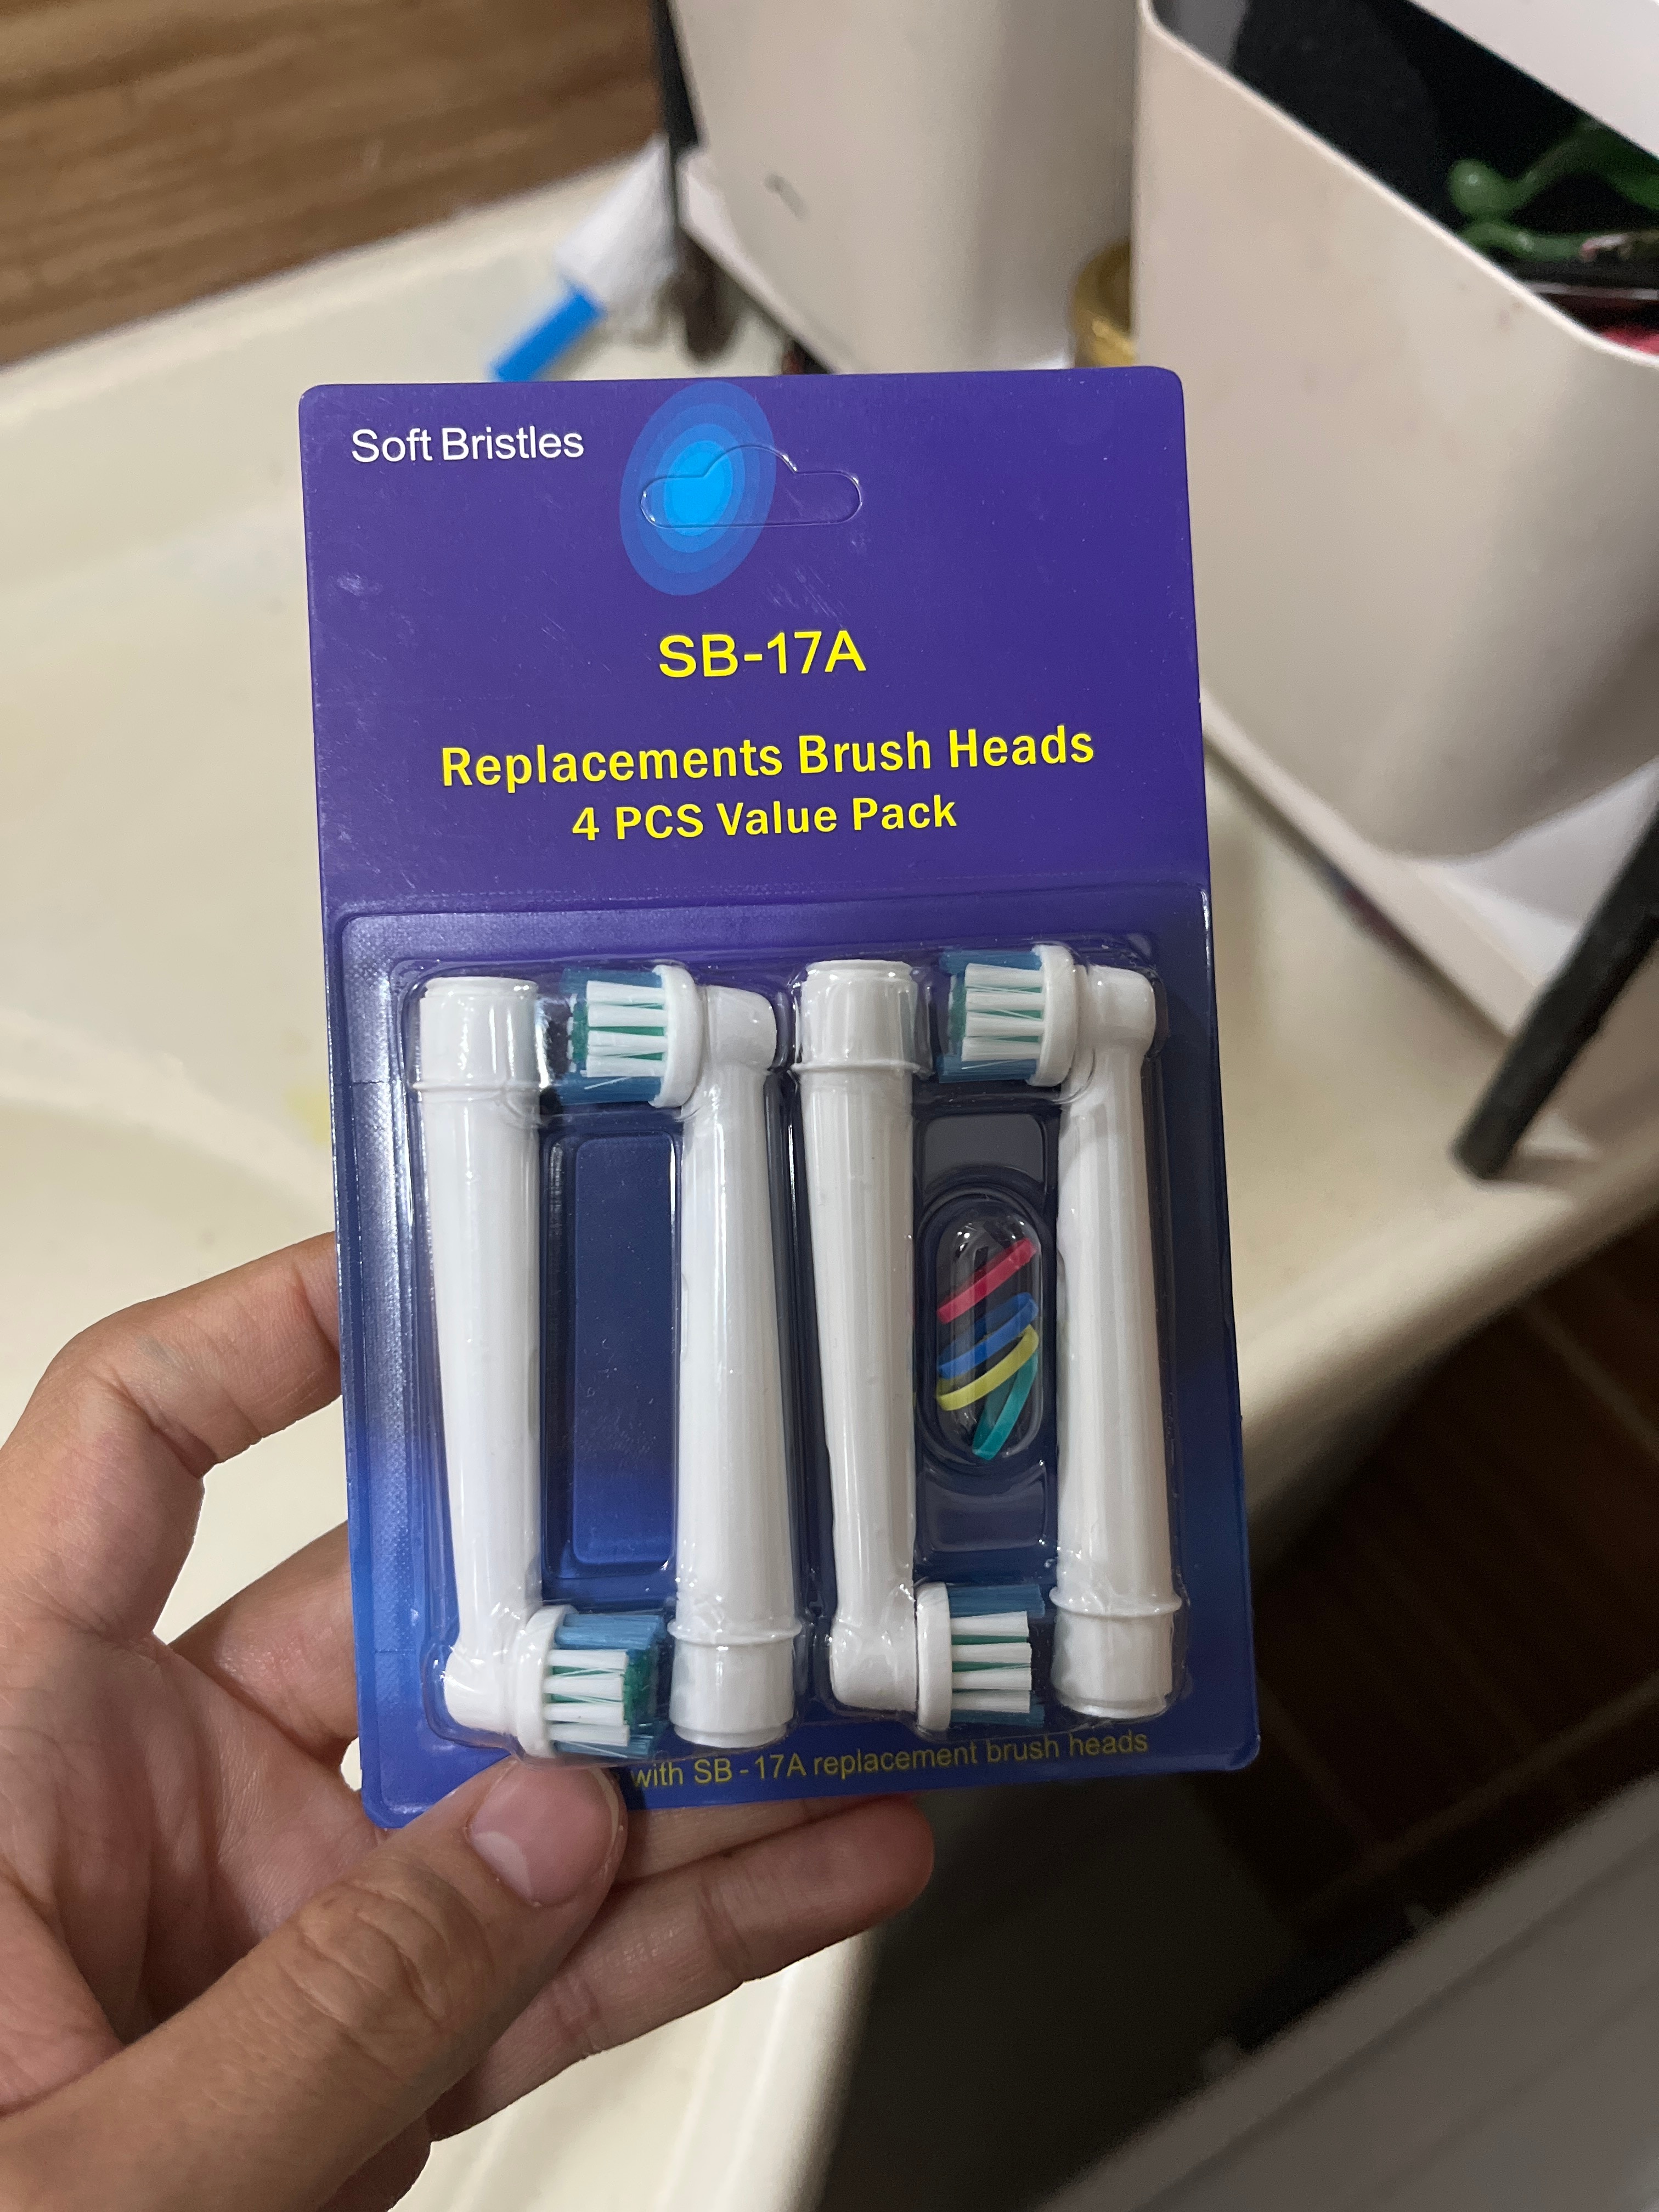 Soft Bristles
SB-17A
Replacements Brush Heads
4 PCS Value Pack
with SB-17A replacement brush heads